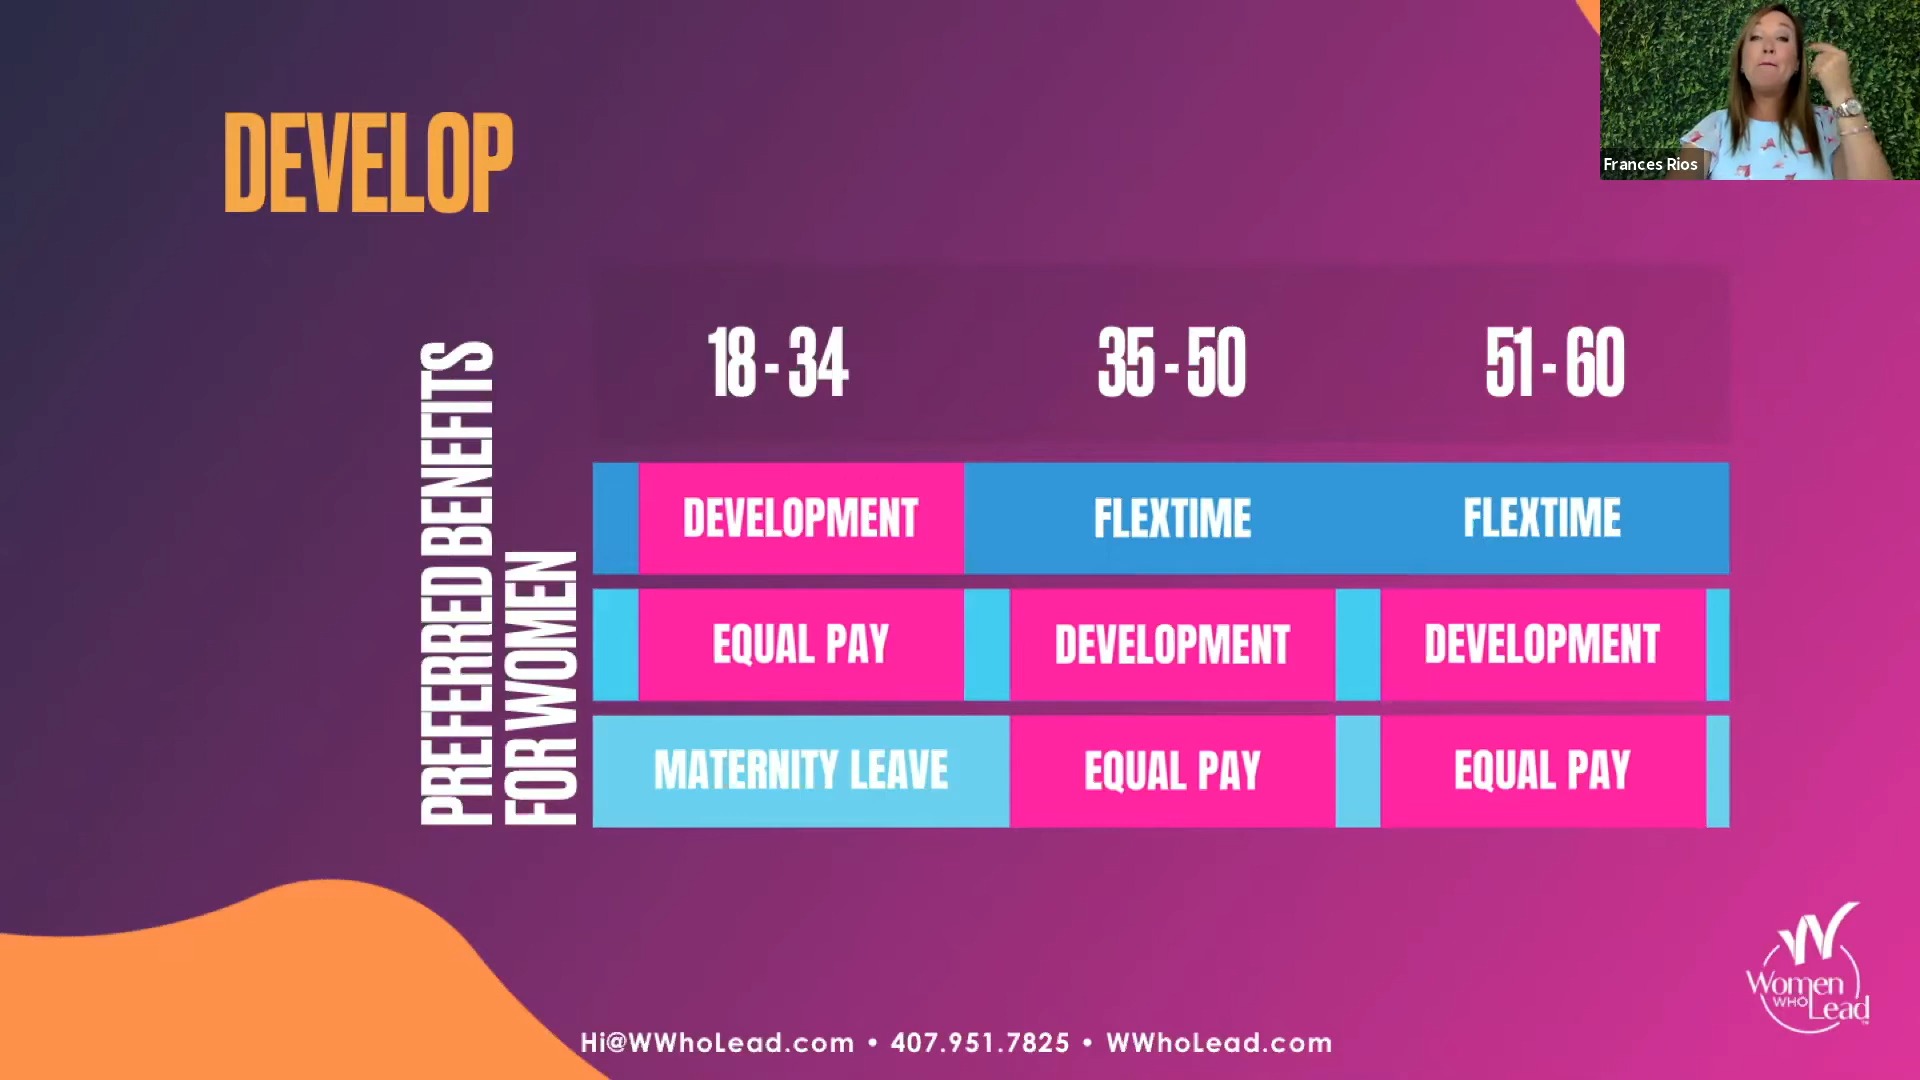 Frances Rios
DEVELOP
PREFERRED BENEFITS
FOR WOMEN
18 - 34 35 - 50 51 - 60
DEVELOPMENT FLEXTIME FLEXTIME
EQUAL PAY DEVELOPMENT DEVELOPMENT
MATERNITY LEAVE EQUAL PAY EQUAL PAY
W
Women
WHO Lead
TM
Hi@WWhoLead.com • 407.951.7825 • WWhoLead.com